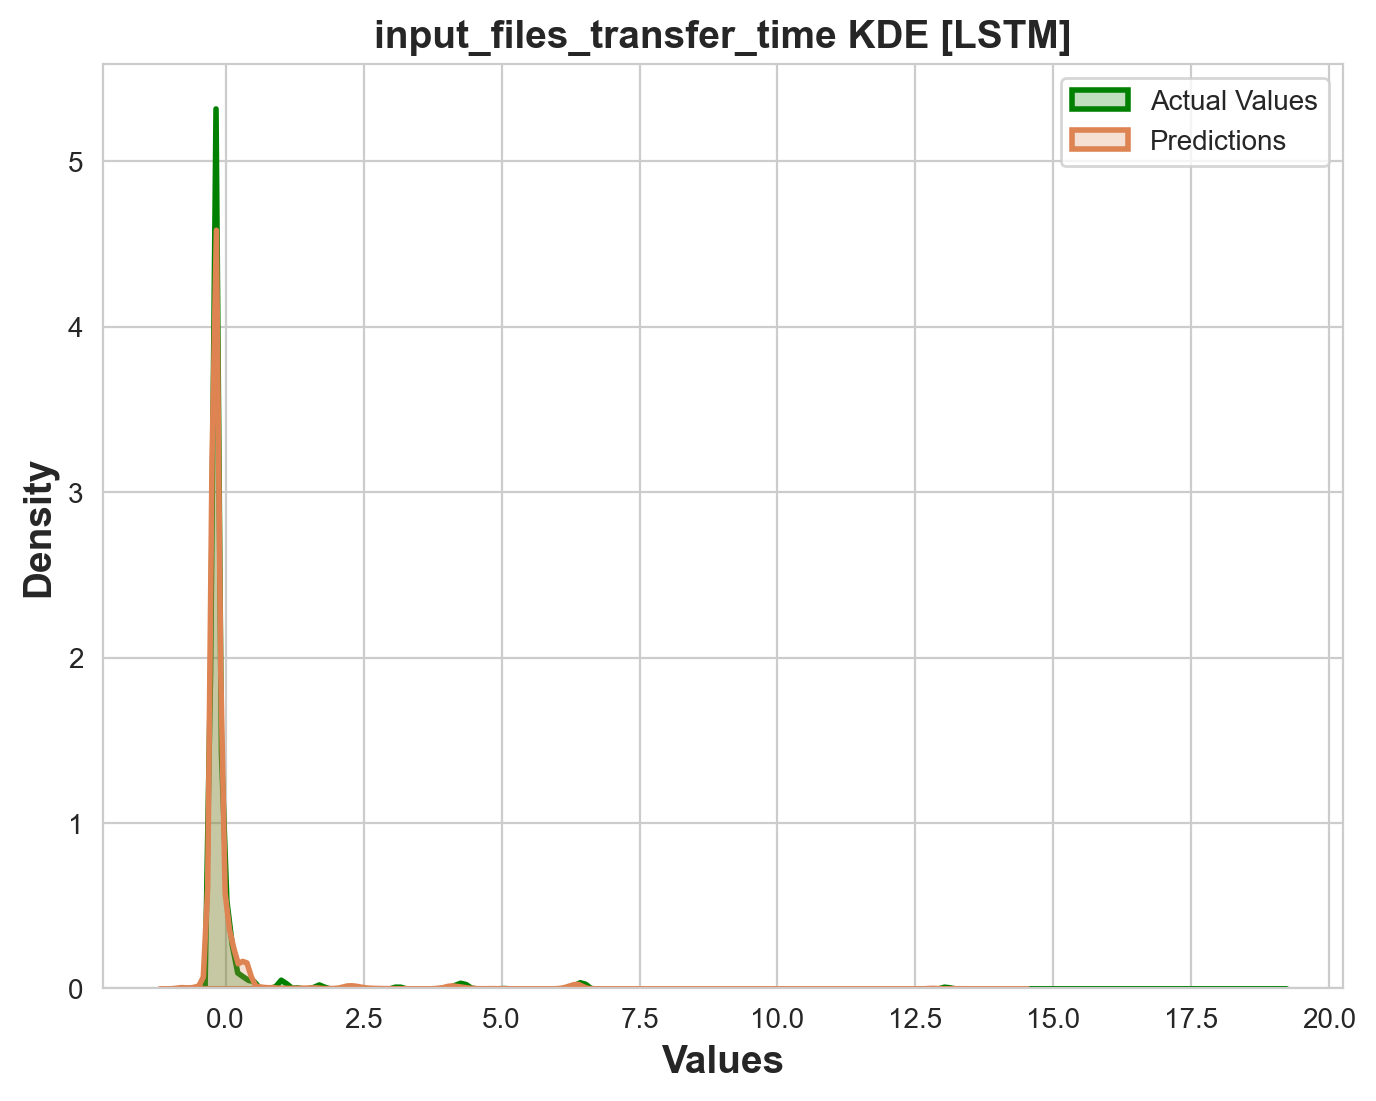 input_files_transfer_time KDE [LSTM]
Actual Values
Predictions
Density
5
4
3
2
1
0
0.0 2.5 5.0 7.5 10.0 12.5 15.0 17.5 20.0
Values